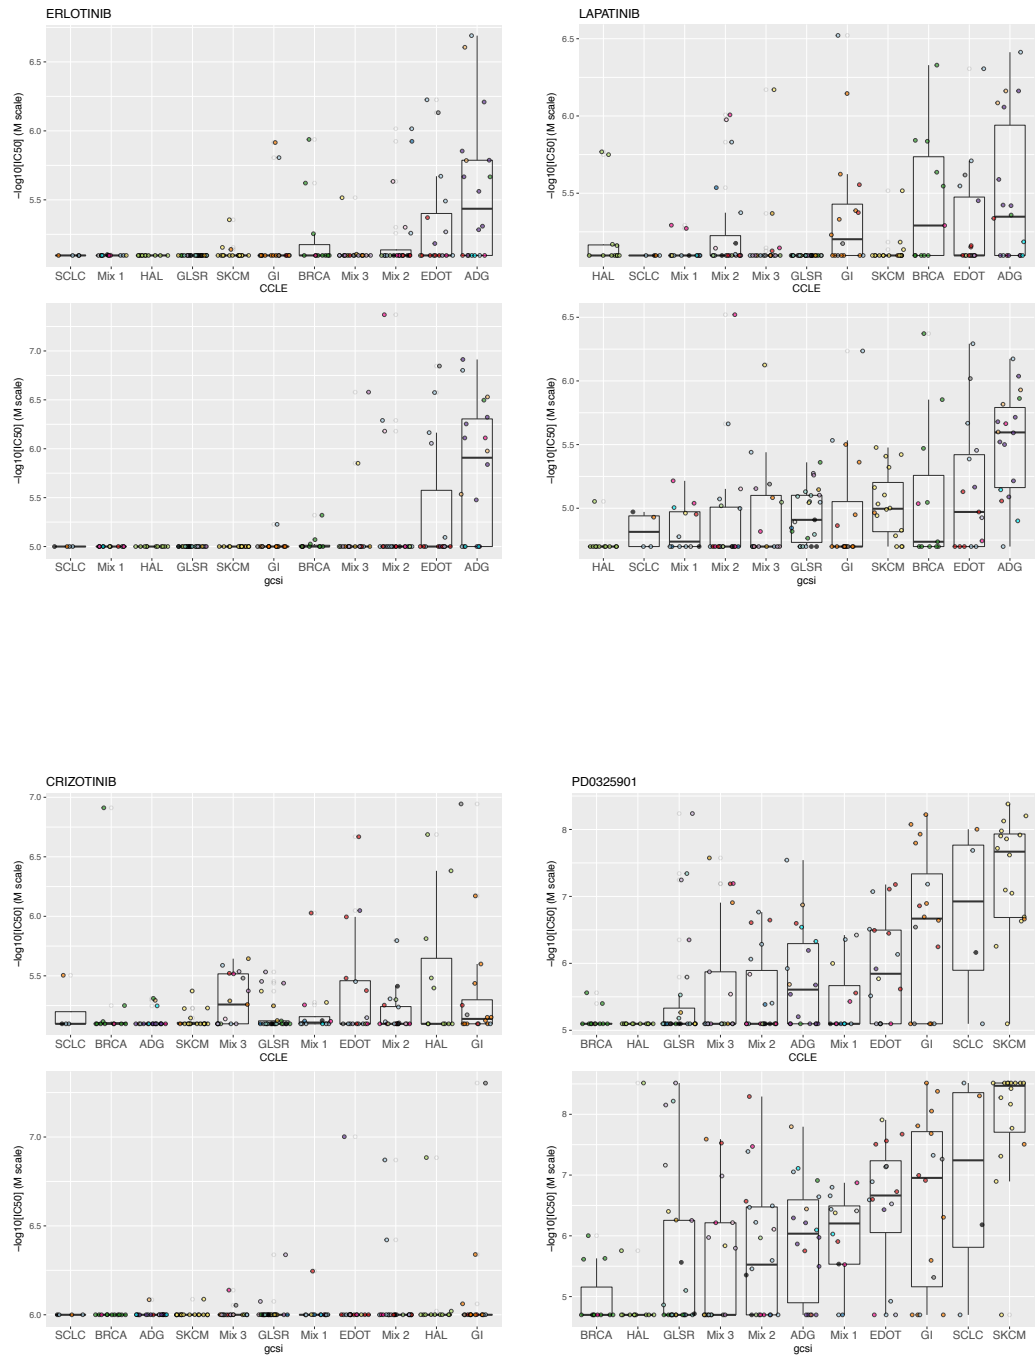 ERLOTINIB
−log10[IC50] (M scale)
6.5
6.0
5.5
SCLC Mix 1 HAL GLSR SKCM GI BRCA Mix 3 Mix 2 EDOT ADG
CCLE
−log10[IC50] (M scale)
7.0
6.5
6.0
5.5
5.0
SCLC Mix 1 HAL GLSR SKCM GI BRCA Mix 3 Mix 2 EDOT ADG
gcsi
LAPATINIB
−log10[IC50] (M scale)
6.5
6.0
5.5
HAL SCLC Mix 1 Mix 2 Mix 3 GLSR GI SKCM BRCA EDOT ADG
CCLE
−log10[IC50] (M scale)
6.5
6.0
5.5
5.0
HAL SCLC Mix 1 Mix 2 Mix 3 GLSR GI SKCM BRCA EDOT ADG
gcsi
CRIZOTINIB
−log10[IC50] (M scale)
7.0
6.5
6.0
5.5
SCLC BRCA ADG SKCM Mix 3 GLSR Mix 1 EDOT Mix 2 HAL GI
CCLE
−log10[IC50] (M scale)
7.0
6.5
6.0
SCLC BRCA ADG SKCM Mix 3 GLSR Mix 1 EDOT Mix 2 HAL GI
gcsi
PD0325901
−log10[IC50] (M scale)
8
7
6
5
BRCA HAL GLSR Mix 3 Mix 2 ADG Mix 1 EDOT GI SCLC SKCM
CCLE
−log10[IC50] (M scale)
8
7
6
5
BRCA HAL GLSR Mix 3 Mix 2 ADG Mix 1 EDOT GI SCLC SKCM
gcsi